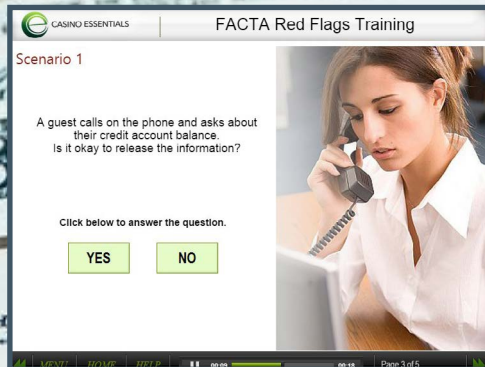 CASINO ESSENTIALS
FACTA Red Flags Training
Scenario 1
A guest calls on the phone and asks about
their credit account balance.
Is it okay to release the information?
Click below to answer the question.
YES NO
MENU HOME HELP 00:09 00:18 Page 3 of 5